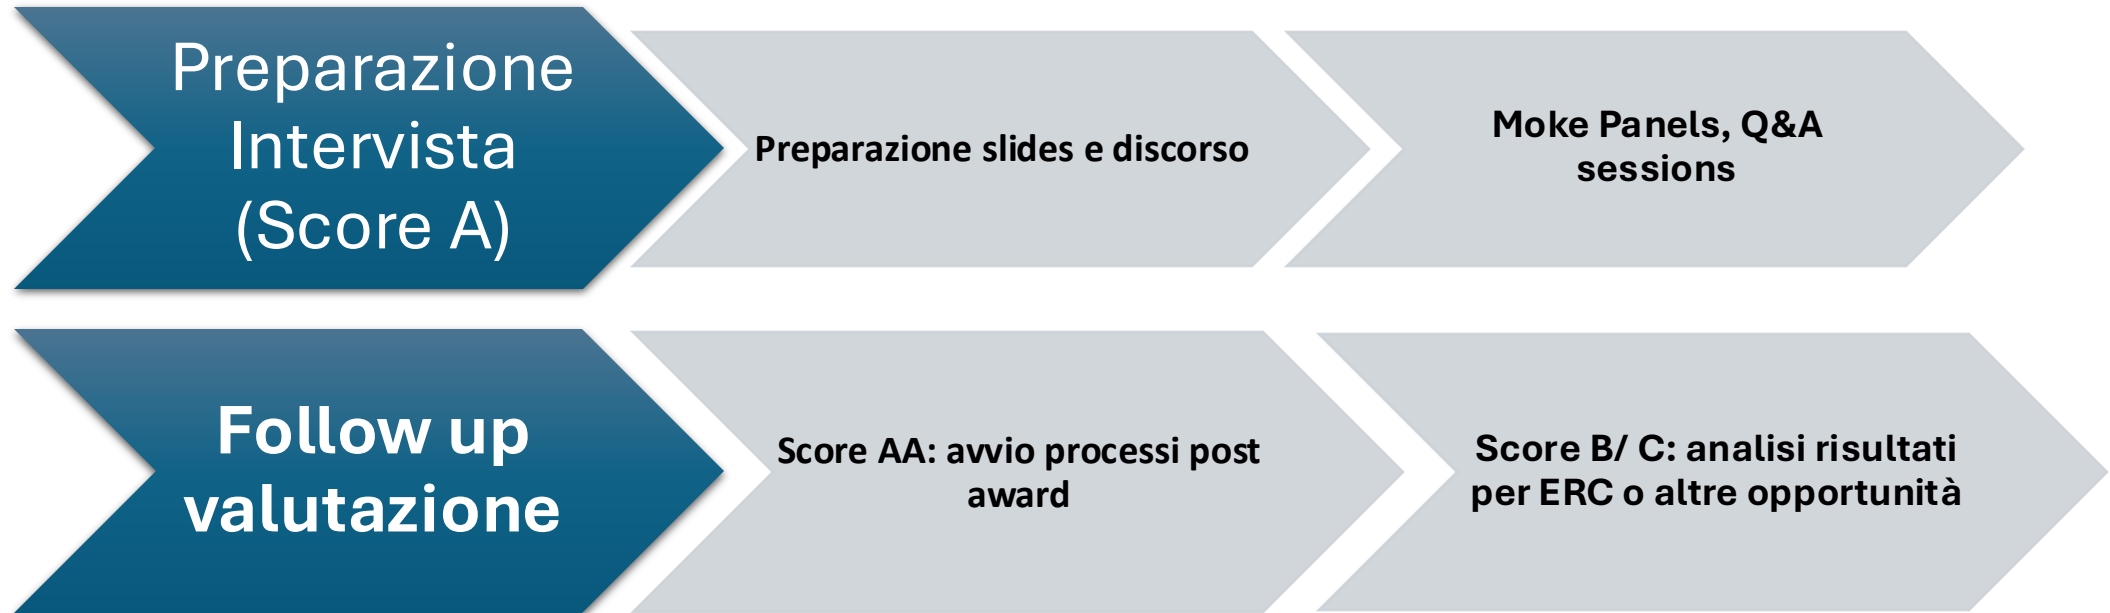 Preparazione
Intervista
(Score A)
Preparazione slides e discorso
Moke Panels, Q&A
sessions
Follow up
valutazione
Score AA: avvio processi post
award
Score B/ C: analisi risultati
per ERC o altre opportunità